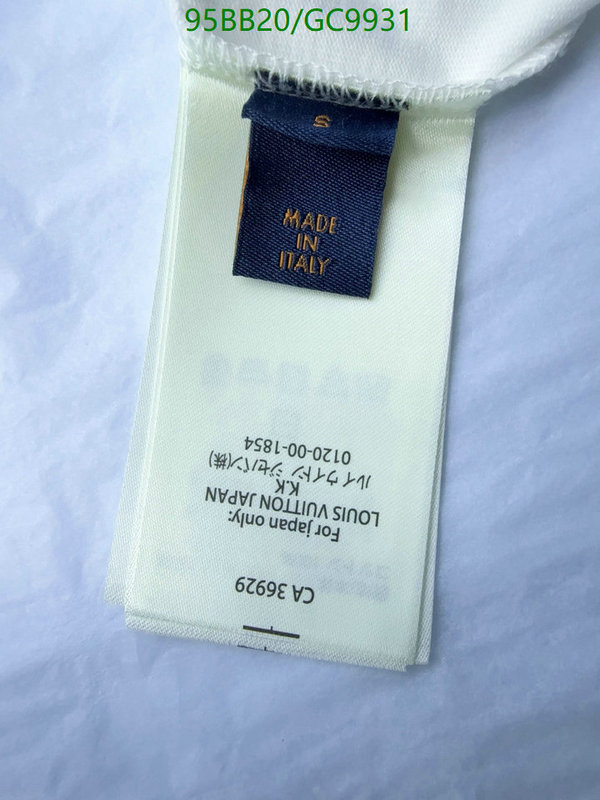 95BB20/GC9931
S
MADE
IN
ITALY
CA 36929
For japan only:
LOUIS VUITTON JAPAN
K.K
ルイ ヴィトン ジャパン(株)
0120-00-1854